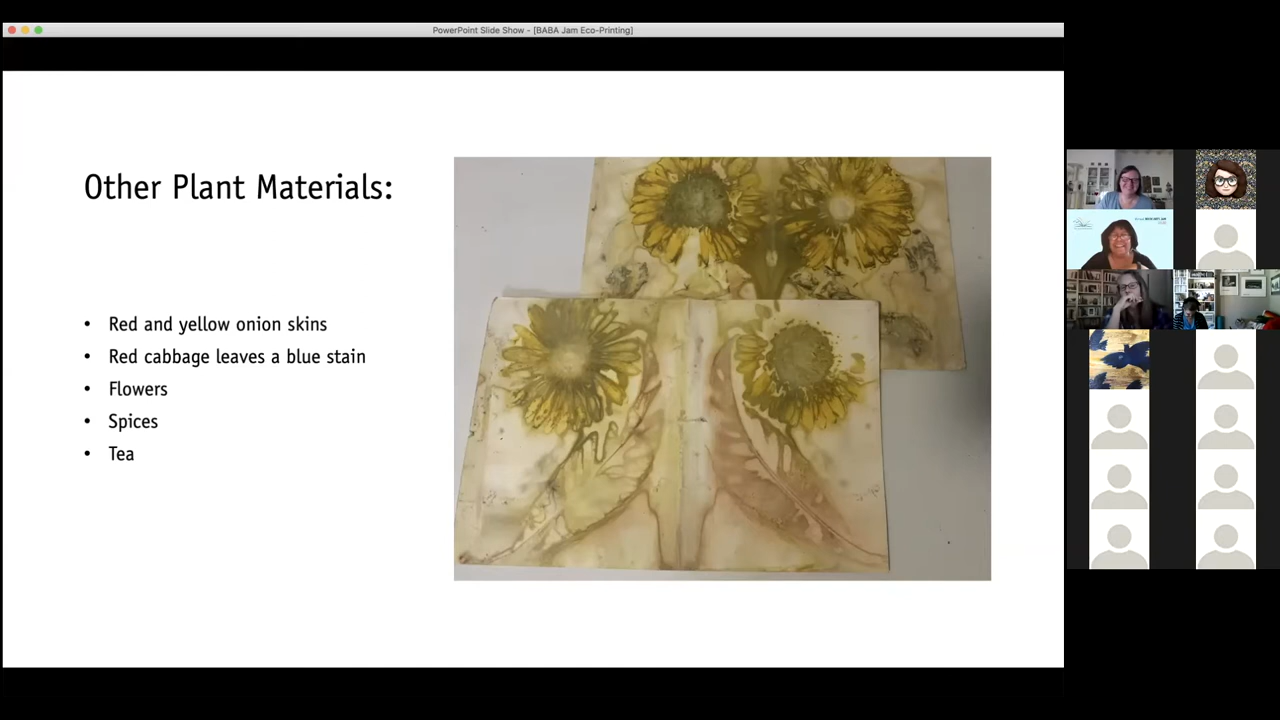 PowerPoint Slide Show - [BABA Jam Eco-Printing]
Other Plant Materials:
• Red and yellow onion skins
• Red cabbage leaves a blue stain
• Flowers
• Spices
• Tea